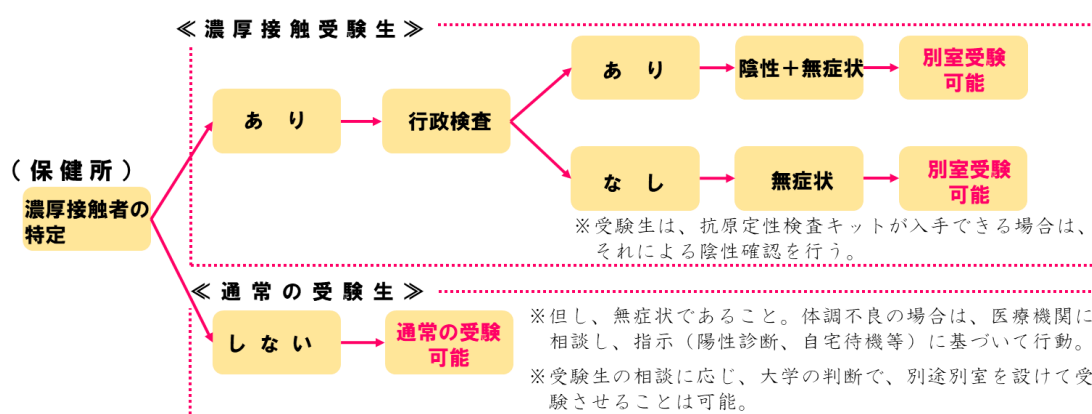 ≪濃厚接触受験生≫
あり
陰性＋無症状
別室受験
可能
あり
行政検査
(保健所)
なし
無症状
別室受験
可能
濃厚接触者の
特定
※受験生は、抗原定性検査キットが入手できる場合は、
それによる陰性確認を行う。
≪通常の受験生≫
しない
通常の受験
可能
※但し、無症状であること。体調不良の場合は、医療機関に
相談し、指示（陽性診断、自宅待機等）に基づいて行動。
※受験生の相談に応じ、大学の判断で、別途別室を設けて受
験させることは可能。